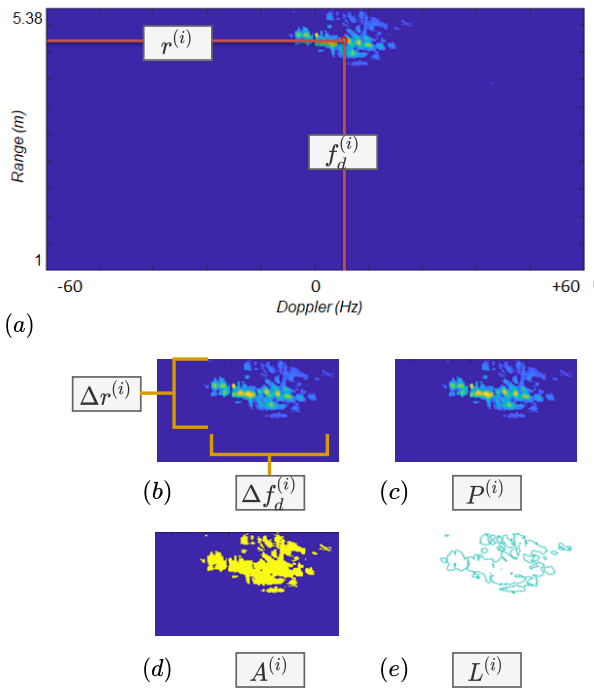 5.38
r^{(i)}
f_d^{(i)}
Range (m)
1
-60 0 +60
Doppler (Hz)
(a)
Δr^{(i)}
(b) Δf_d^{(i)} (c) P^{(i)}
(d) A^{(i)} (e) L^{(i)}